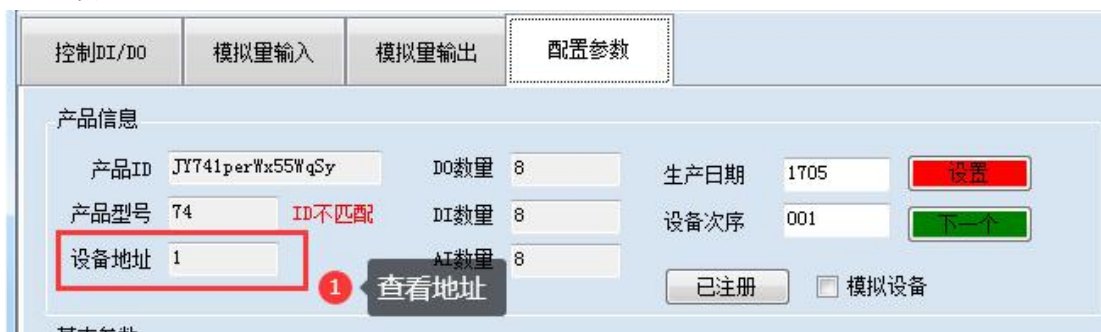 控制DI/DO 模拟量输入 模拟量输出 配置参数
产品信息
产品ID JY741perWx55WqSy DO数量 8 生产日期 1705 设置
产品型号 74 ID不匹配 DI数量 8 设备次序 001 下一个
设备地址 1 AI数量 8
1 查看地址 已注册 模拟设备
基本参数